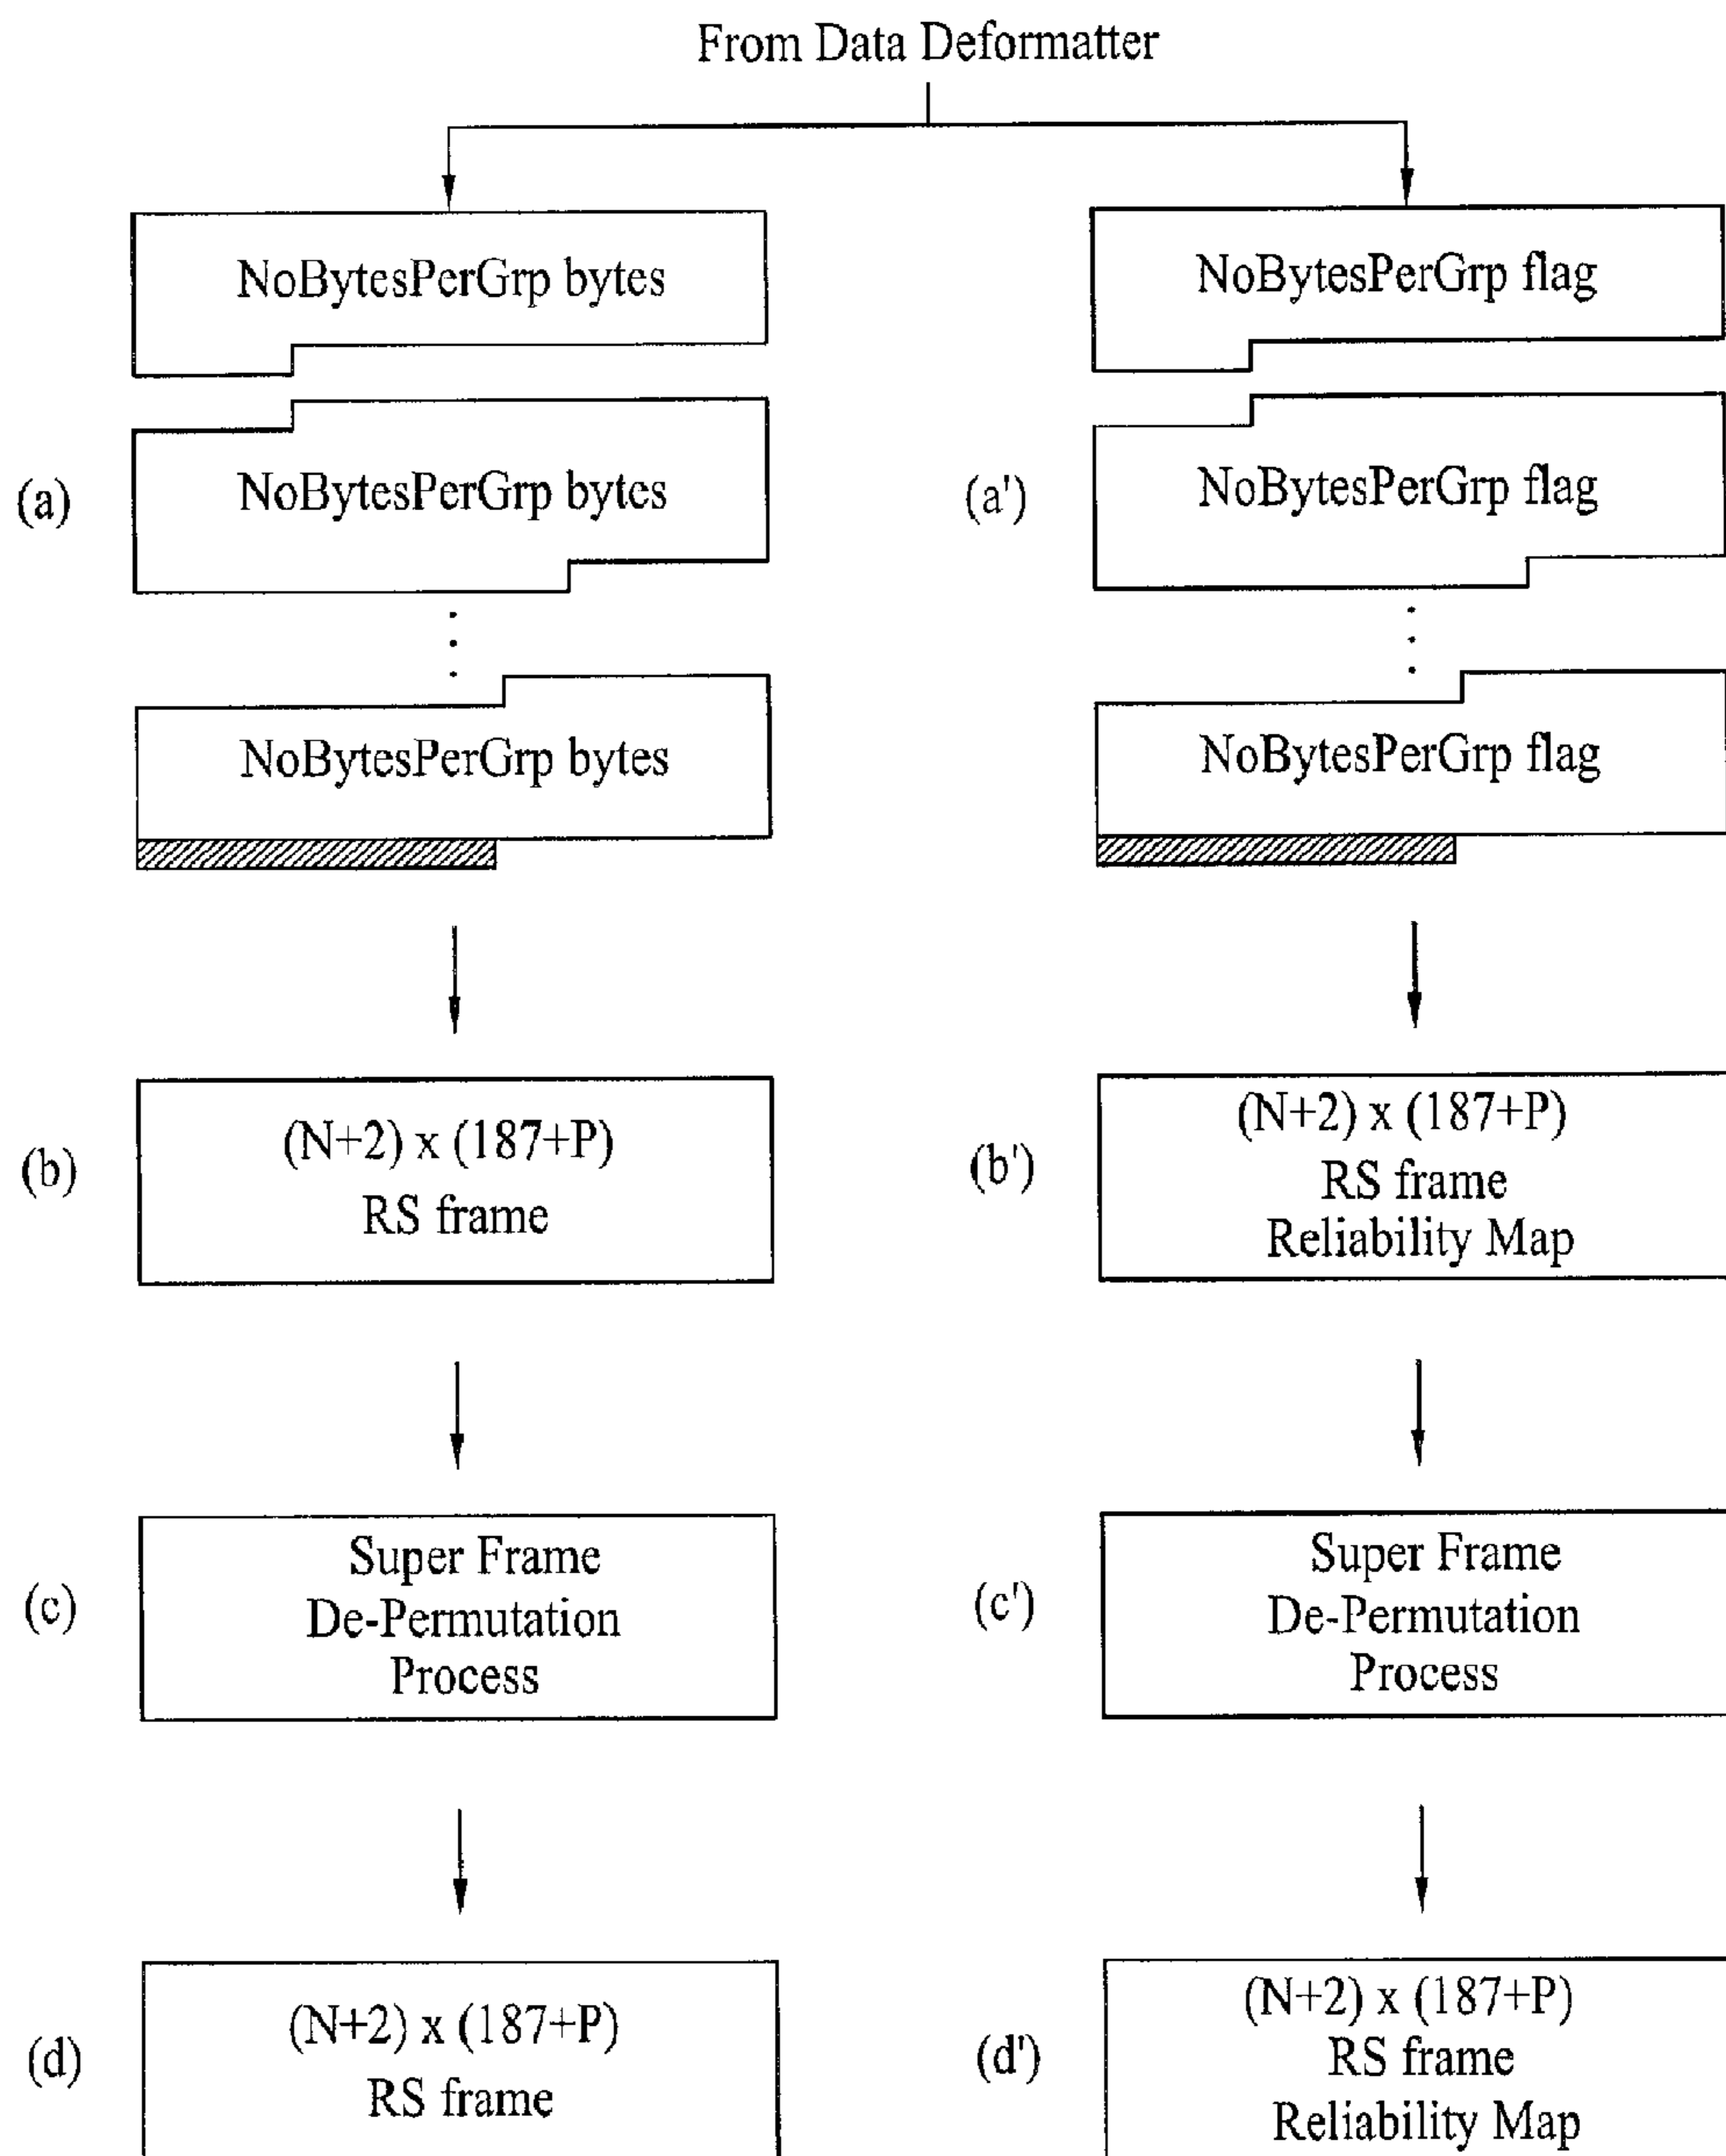 From Data Deformatter
NoBytesPerGrp bytes
NoBytesPerGrp flag
(a)
NoBytesPerGrp bytes
(a')
NoBytesPerGrp flag
NoBytesPerGrp bytes
NoBytesPerGrp flag
(b)
(N+2) x (187+P)
RS frame
(b')
(N+2) x (187+P)
RS frame
Reliability Map
(c)
Super Frame
De-Permutation
Process
(c')
Super Frame
De-Permutation
Process
(d)
(N+2) x (187+P)
RS frame
(d')
(N+2) x (187+P)
RS frame
Reliability Map